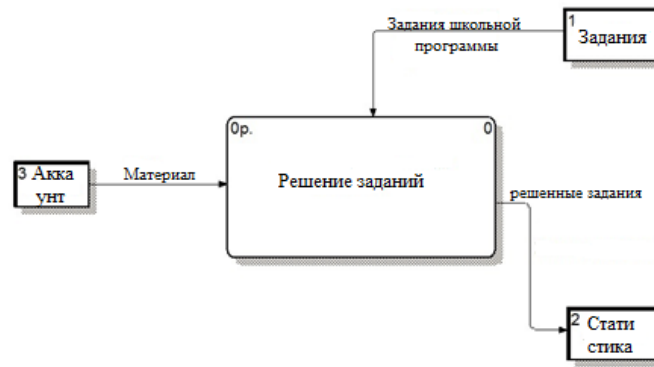 Задания школьной
программы
1
Задания
0р.
0
Решение заданий
3 Акка
унт
Материал
решенные задания
2 Стати
стика